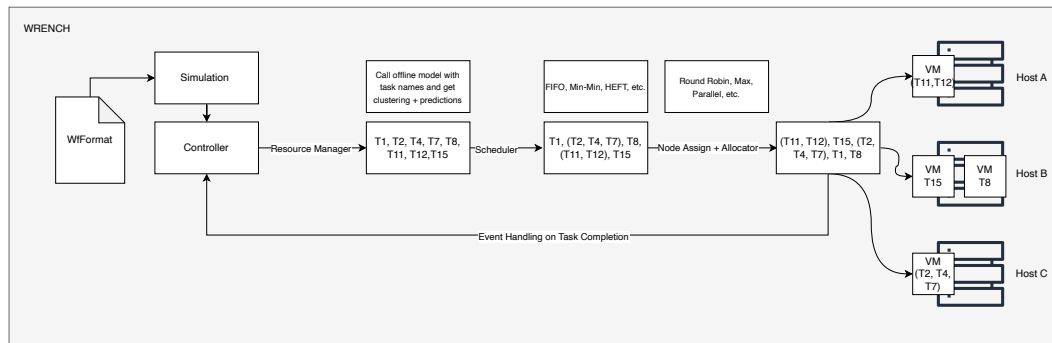 WRENCH
WfFormat
Simulation
Controller
Resource Manager
Call offline model with
task names and get
clustering + predictions
T1, T2, T4, T7, T8,
T11, T12,T15
Scheduler
FIFO, Min-Min, HEFT, etc.
T1, (T2, T4, T7), T8,
(T11, T12), T15
Node Assign + Allocator
Round Robin, Max,
Parallel, etc.
(T11, T12), T15, (T2,
T4, T7), T1, T8
Event Handling on Task Completion
VM
(T11,T12)
Host A
VM
T15
VM
T8
Host B
VM
(T2, T4,
T7)
Host C